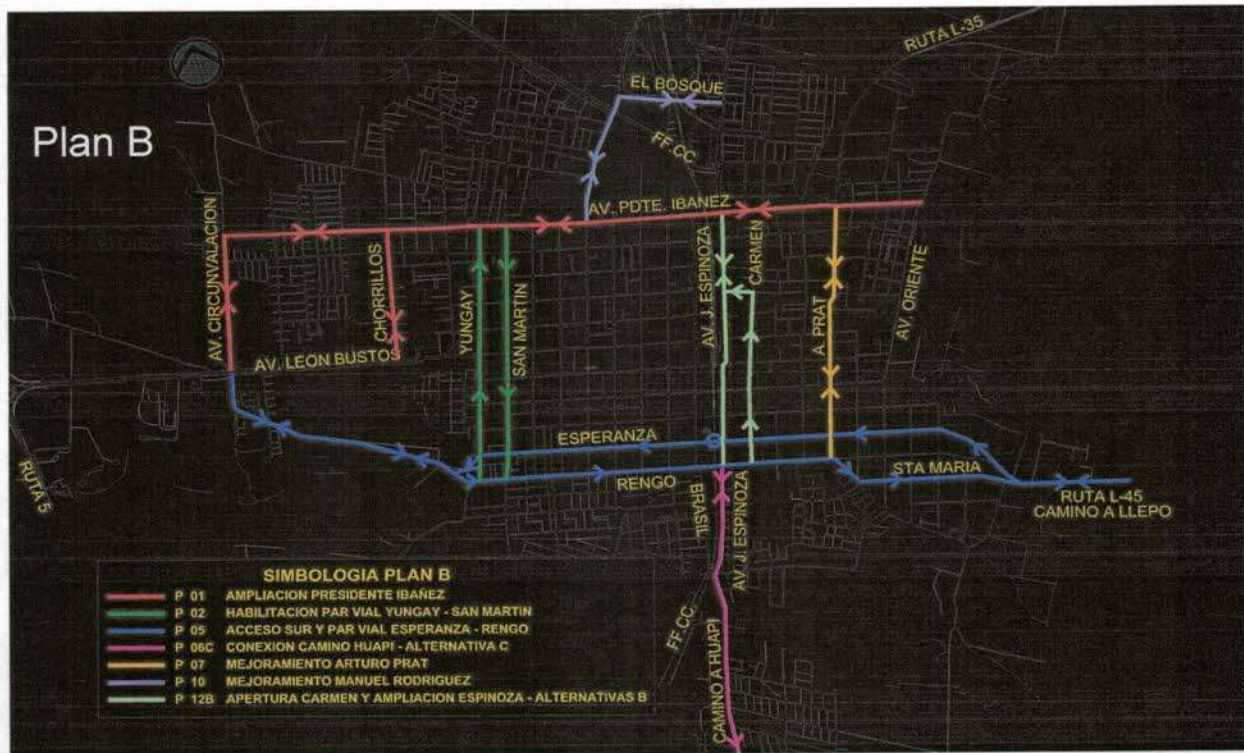 Plan B
RUTA L-35
EL BOSQUE
FF.CC
AV. PDTE. IBAÑEZ
AV. CIRCUNVALACION
CHORRILLOS
YUNGAY
SAN MARTIN
AV. J. ESPINOZA
CARMEN
A. PRAT
AV. ORIENTE
AV. LEON BUSTOS
ESPERANZA
RENGO
STA MARIA
RUTA L-45
CAMINO A LLEPO
RUTA 5
BRASIL
AV. J. ESPINOZA
FF.CC.
CAMINO A HUAPI
SIMBOLOGIA PLAN B
P 01 AMPLIACION PRESIDENTE IBAÑEZ
P 02 HABILITACION PAR VIAL YUNGAY - SAN MARTIN
P 05 ACCESO SUR Y PAR VIAL ESPERANZA - RENGO
P 06C CONEXION CAMINO HUAPI - ALTERNATIVA C
P 07 MEJORAMIENTO ARTURO PRAT
P 10 MEJORAMIENTO MANUEL RODRIGUEZ
P 12B APERTURA CARMEN Y AMPLIACION ESPINOZA - ALTERNATIVAS B